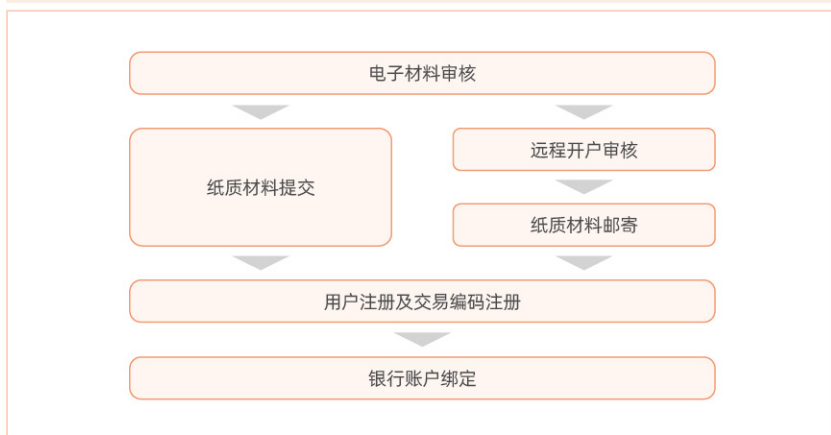 电子材料审核
纸质材料提交
远程开户审核
纸质材料邮寄
用户注册及交易编码注册
银行账户绑定